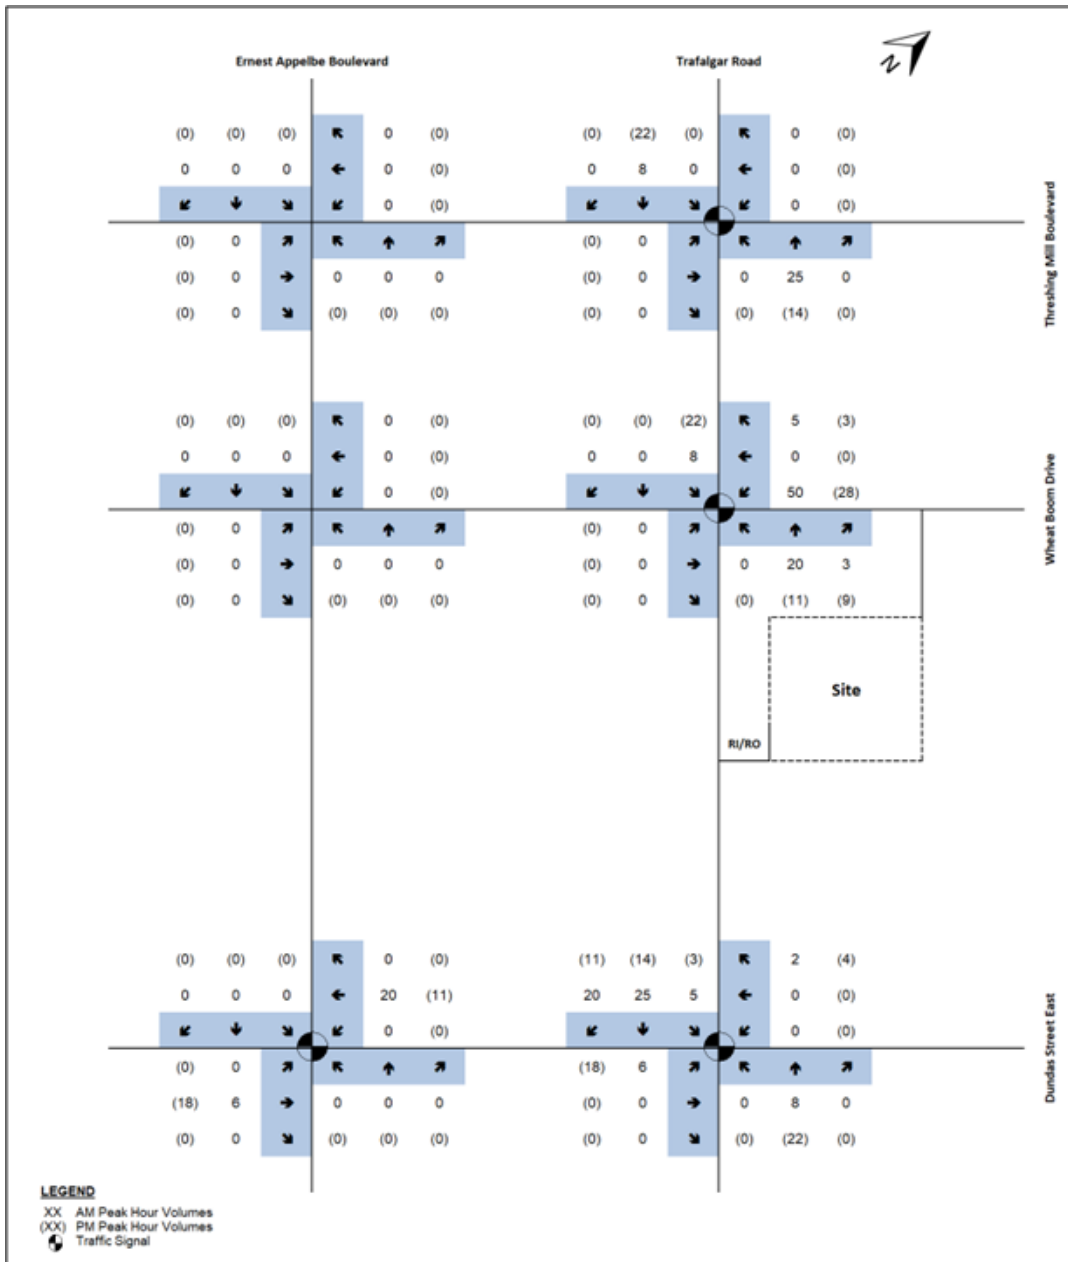 Ernest Appelbe Boulevard Trafalgar Road
N
(0) (0) (0) 0 (0) (0) (22) (0) 0 (0)
0 0 0 0 (0) 0 8 0 0 (0)
0 (0) 0 (0)
(0) 0 (0) 0
(0) 0 0 0 0 (0) 0 0 25 0
(0) 0 (0) (0) (0) (0) 0 (0) (14) (0)
Threshing Mill Boulevard
(0) (0) (0) 0 (0) (0) (0) (22) 5 (3)
0 0 0 0 (0) 0 0 8 0 (0)
0 (0) 50 (28)
(0) 0 (0) 0
(0) 0 0 0 0 (0) 0 0 20 3
(0) 0 (0) (0) (0) (0) 0 (0) (11) (9)
Wheat Boom Drive
Site
RI/RO
(0) (0) (0) 0 (0) (11) (14) (3) 2 (4)
0 0 0 20 (11) 20 25 5 0 (0)
0 (0) 0 (0)
(0) 0 (18) 6
(18) 6 0 0 0 (0) 0 0 8 0
(0) 0 (0) (0) (0) (0) 0 (0) (22) (0)
Dundas Street East
LEGEND
XX AM Peak Hour Volumes
(XX) PM Peak Hour Volumes
Traffic Signal